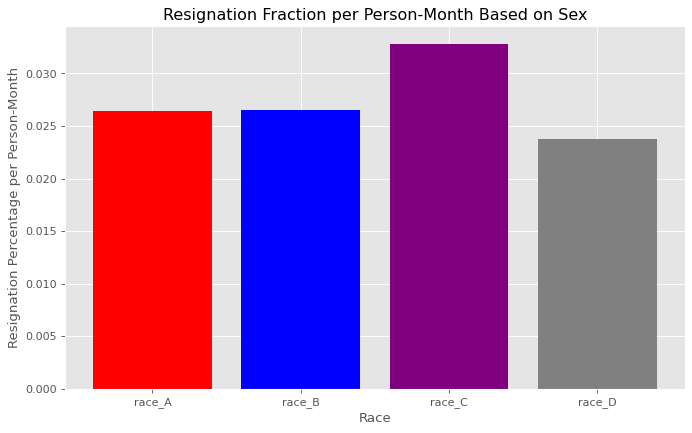 Resignation Fraction per Person-Month Based on Sex
Resignation Percentage per Person-Month
0.030
0.025
0.020
0.015
0.010
0.005
0.000
race_A race_B race_C race_D
Race